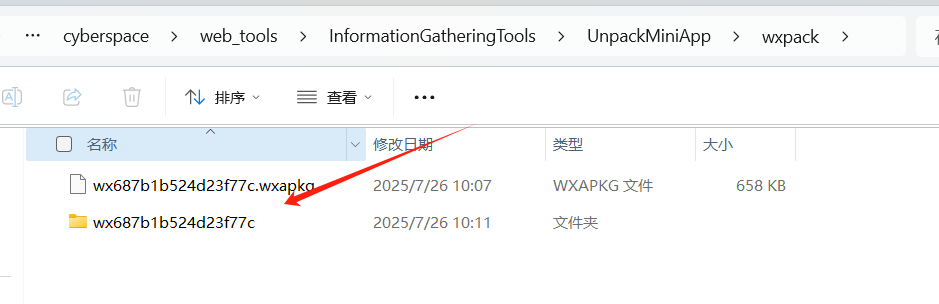 ··· cyberspace > web_tools > InformationGatheringTools > UnpackMiniApp > wxpack >
排序 查看 ···
名称 修改日期 类型 大小
wx687b1b524d23f77c.wxapkg 2025/7/26 10:07 WXAPKG 文件 658 KB
wx687b1b524d23f77c 2025/7/26 10:11 文件夹